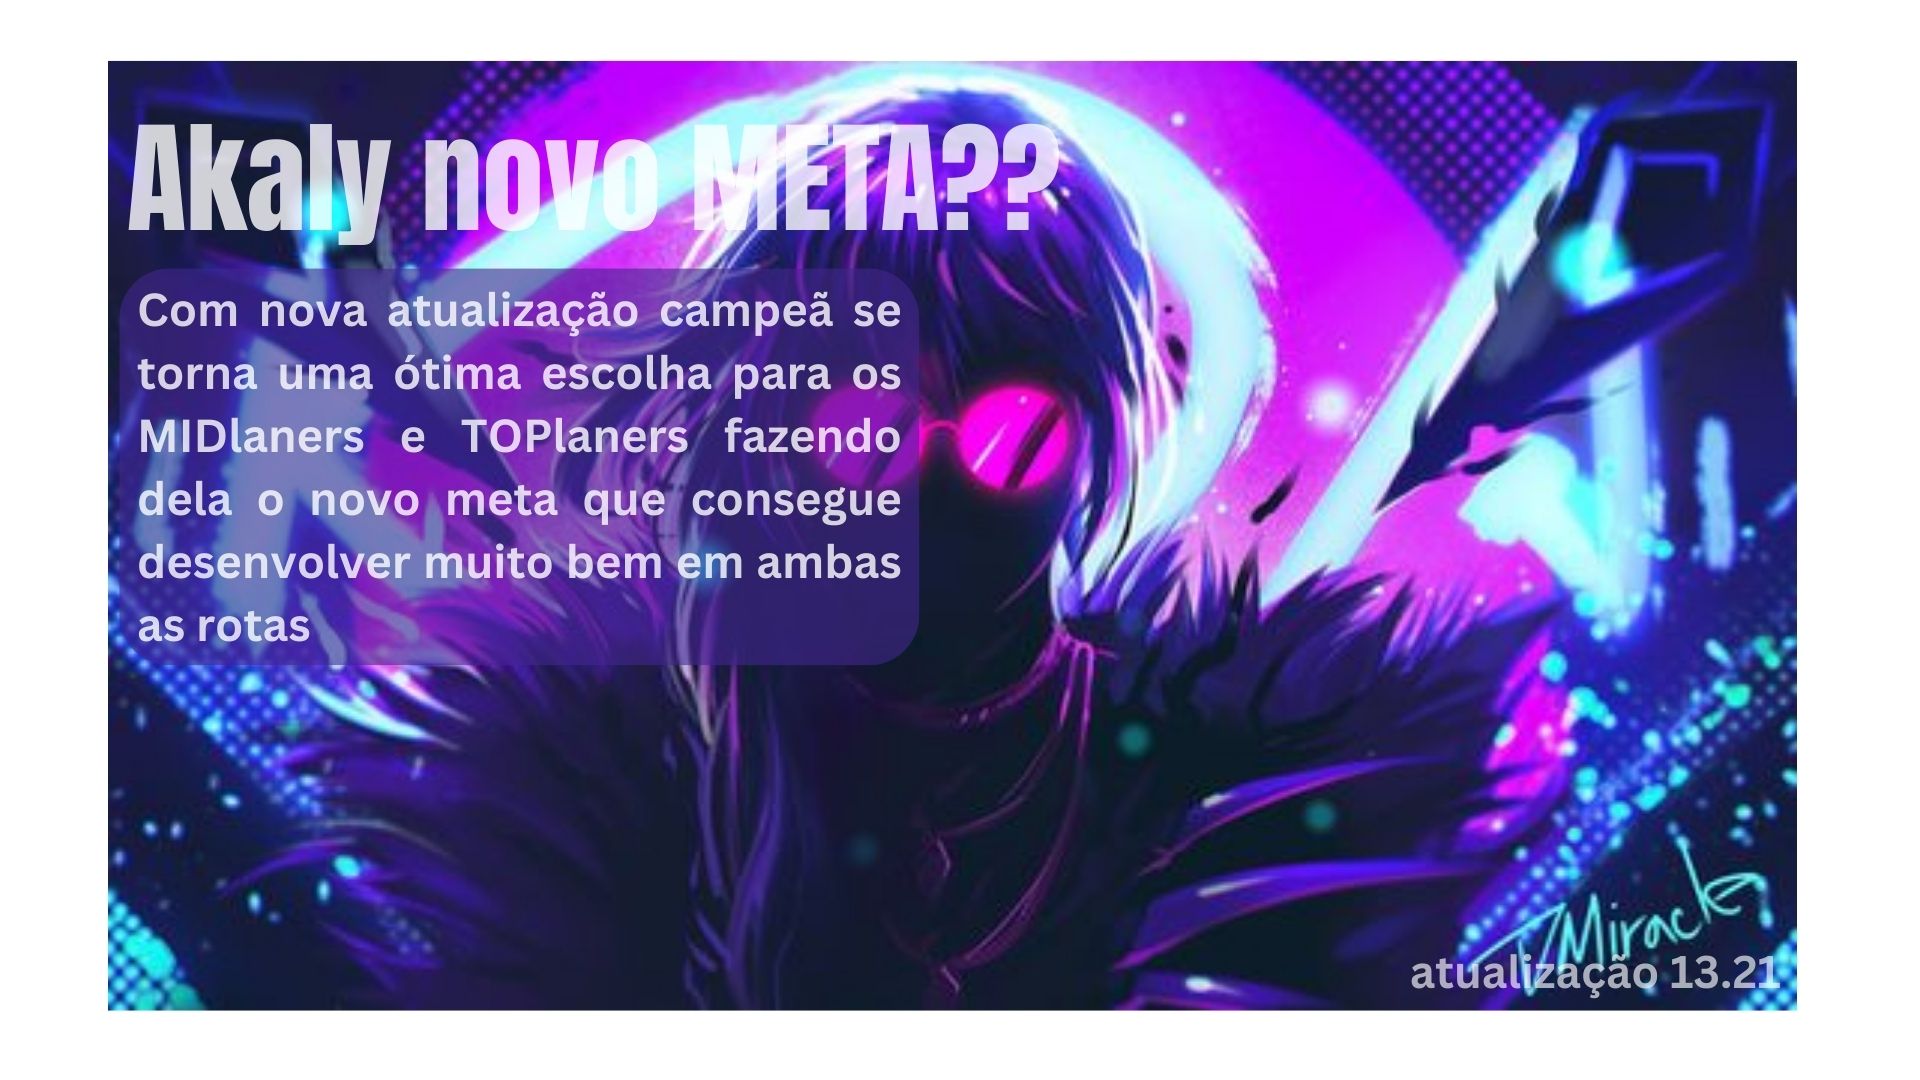 Akaly novo META??
Com nova atualização campeã se
torna uma ótima escolha para os
MIDlaners e TOPlaners fazendo
dela o novo meta que consegue
desenvolver muito bem em ambas
as rotas
atualização 13.21